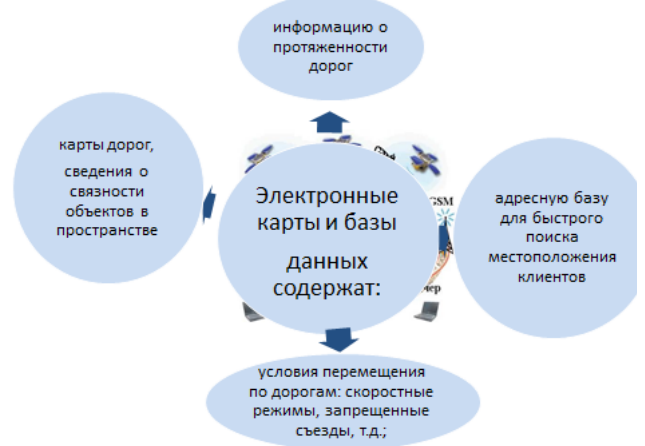 информацию о
протяженности
дорог
карты дорог,
сведения о
связности
объектов в
пространстве
Электронные
карты и базы
данных
содержат:
GSM
адресную базу
для быстрого
поиска
местоположения
клиентов
условия перемещения
по дорогам: скоростные
режимы, запрещенные
съезды, т.д.;